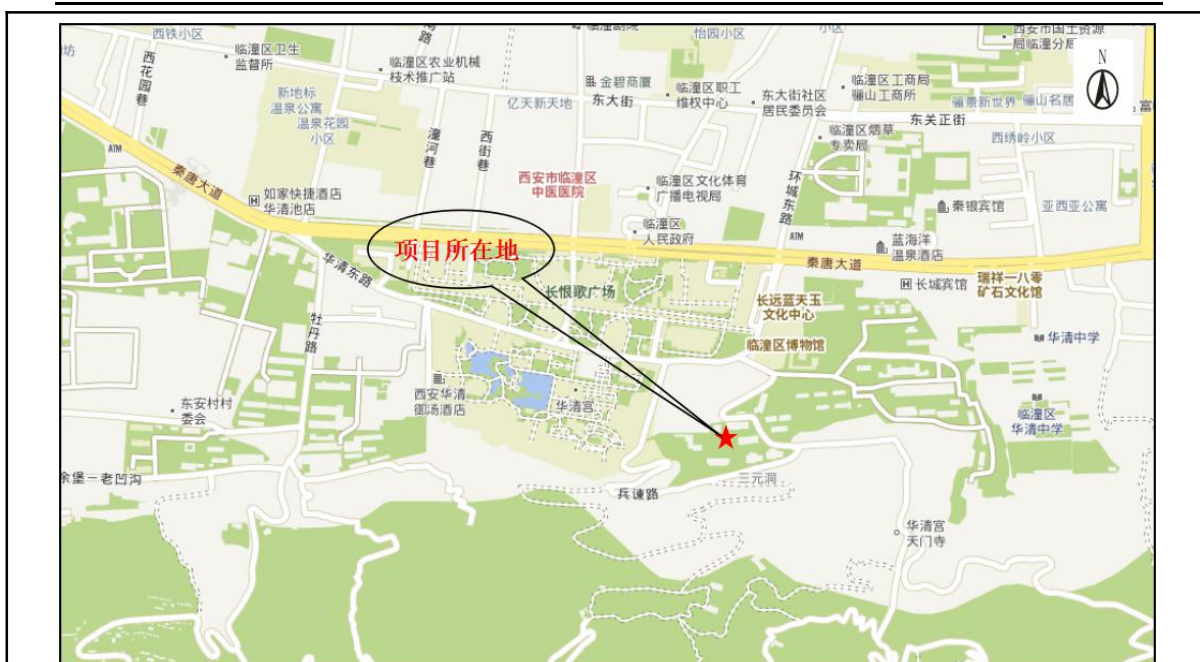 西铁小区
怡园小区
西安市国土资源
局临潼分局
N
临潼区卫生
监督所
西花园巷
临潼区农业机械
技术推广站
金碧商厦
临潼区职工
维权中心
临潼区工商局
骊山工商所
新地标
温泉公寓
温泉花园
小区
亿天新天地
东大街
东大街社区
居民委员会
骊景新世界
骊山名居
富
东关正街
潼河巷
西街巷
临潼区烟草
专卖局
西绣岭小区
ATM
秦唐大道
西安市临潼区
中医医院
临潼区文化体育
广播电视局
环城东路
如家快捷酒店
华清池店
秦银宾馆
亚西亚公寓
临潼区
人民政府
ATM
蓝海洋
温泉酒店
项目所在地
秦唐大道
华清东路
长城宾馆
瑞祥一八零
矿石文化馆
长恨歌广场
长远蓝天玉
文化中心
牡丹路
临潼区博物馆
华清中学
西安华清
御汤酒店
华清宫
东安村村
委会
临潼区
华清中学
余堡－老凹沟
三元洞
兵谏路
华清宫
天门寺